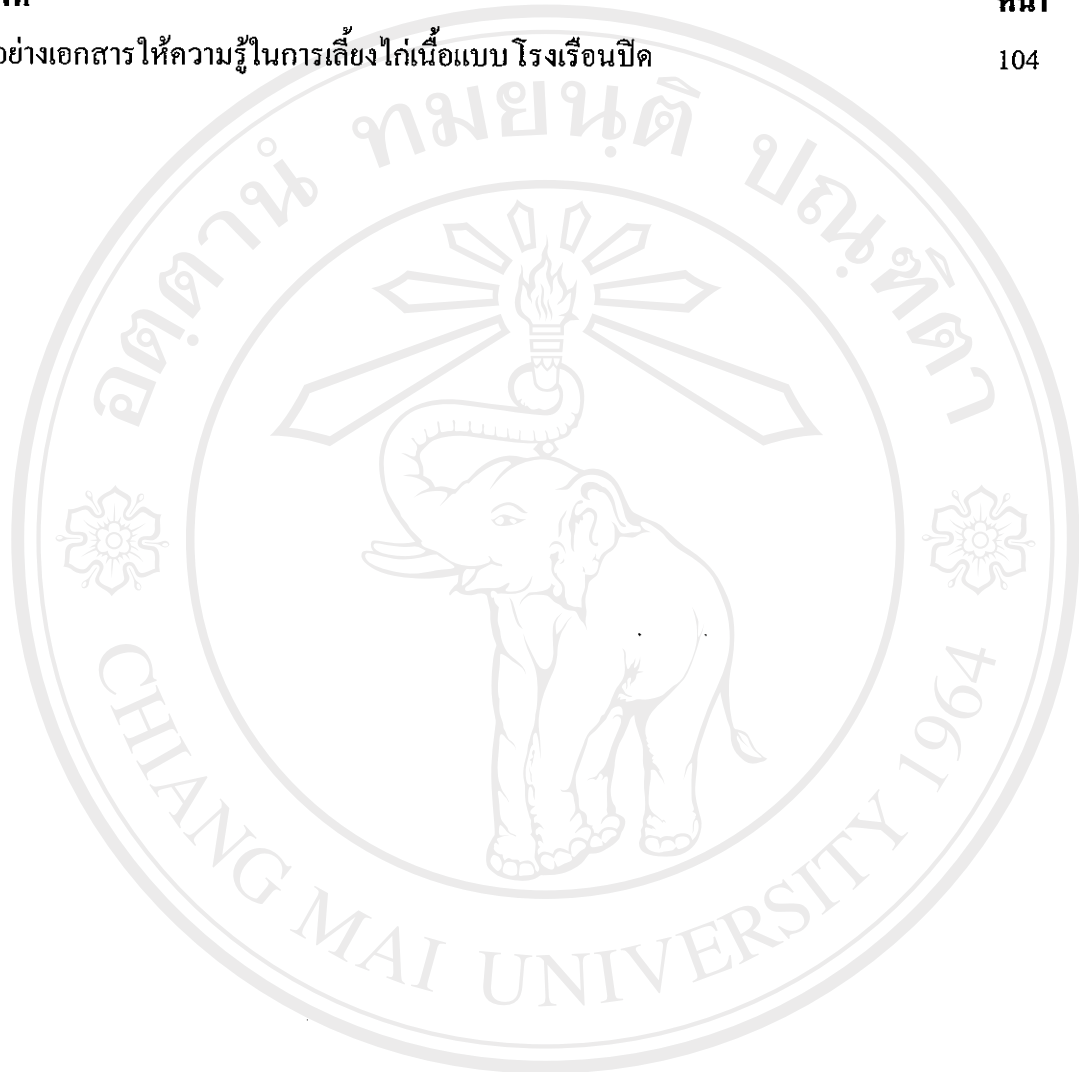 หน้า
อย่างเอกสารให้ความรู้ในการเลี้ยงไก่เนื้อแบบ โรงเรือนปิด 104
อตฺตานํ ทมยนฺติ ปณฺฑิตา
CHIANG MAI UNIVERSITY 1964